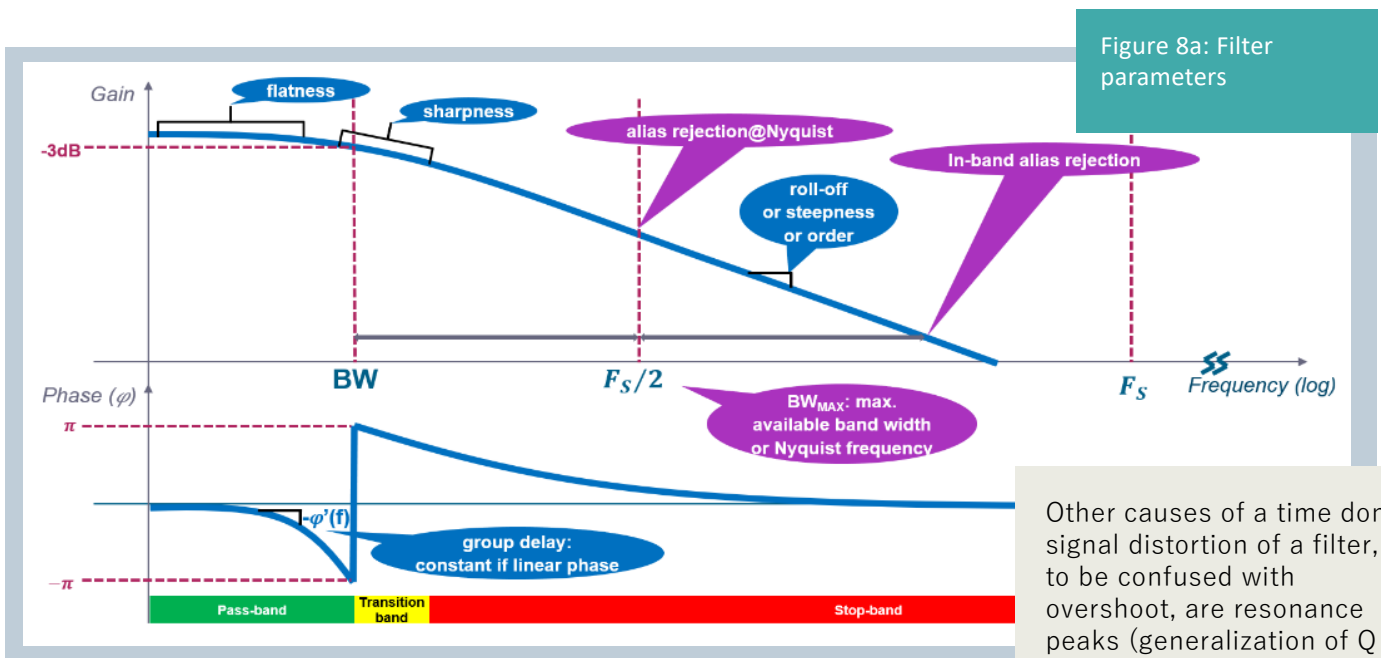 Figure 8a: Filter
parameters
Gain
flatness
sharpness
-3dB
alias rejection@Nyquist
In-band alias rejection
roll-off
or steepness
or order
BW
F_S/2
F_S
Frequency (log)
Phase (φ)
π
BW_MAX: max.
available band width
or Nyquist frequency
-φ'(f)
group delay:
constant if linear phase
−π
Pass-band
Transition
band
Stop-band
Other causes of a time
signal distortion of a filter,
to be confused with
overshoot, are resonance
peaks (generalization of Q